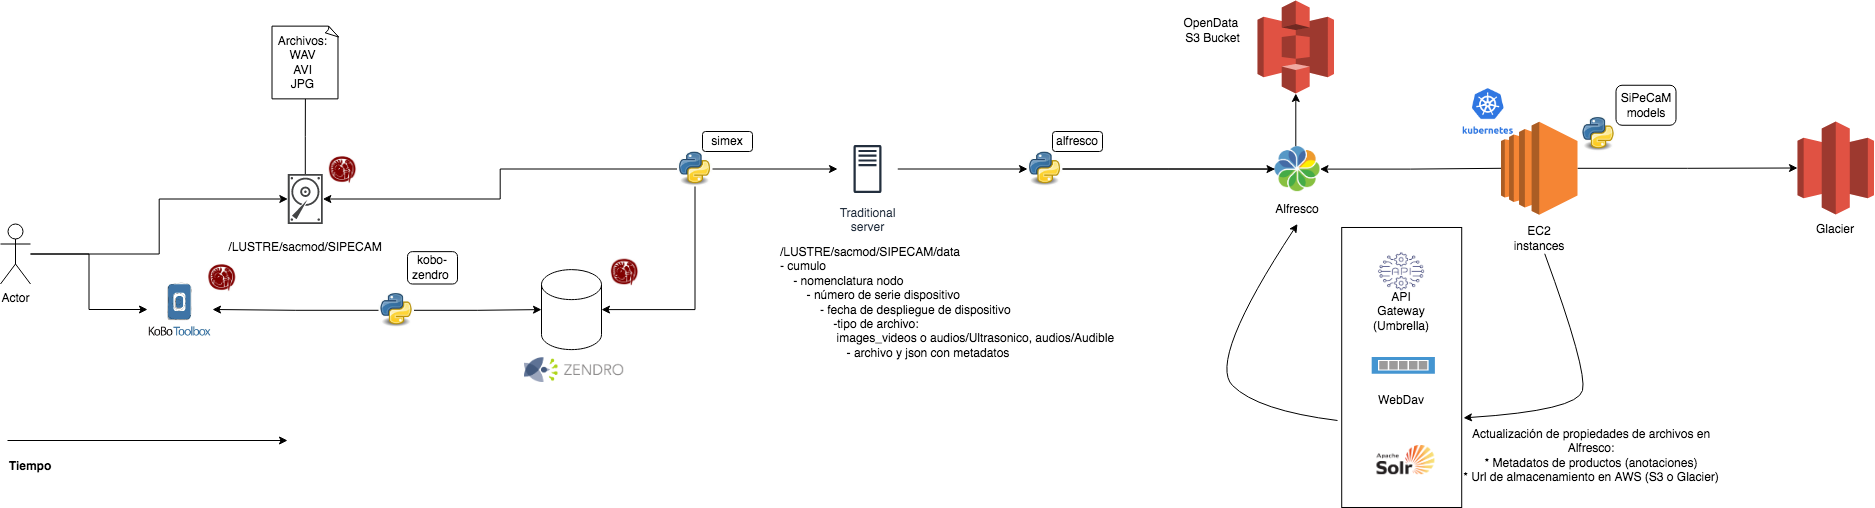 Archivos:
WAV
AVI
JPG
/LUSTRE/sacmod/SIPECAM
Actor
KoBoToolbox
kobo-
zendro
ZENDRO
simex
Traditional
server
/LUSTRE/sacmod/SIPECAM/data
- cumulo
- nomenclatura nodo
- número de serie dispositivo
- fecha de despliegue de dispositivo
-tipo de archivo:
images_videos o audios/Ultrasonico, audios/Audible
- archivo y json con metadatos
alfresco
OpenData
S3 Bucket
Alfresco
kubernetes
SiPeCaM
models
EC2
instances
Glacier
API
API
Gateway
(Umbrella)
WebDav
Apache
Solr
Actualización de propiedades de archivos en
Alfresco:
* Metadatos de productos (anotaciones)
* Url de almacenamiento en AWS (S3 o Glacier)
Tiempo